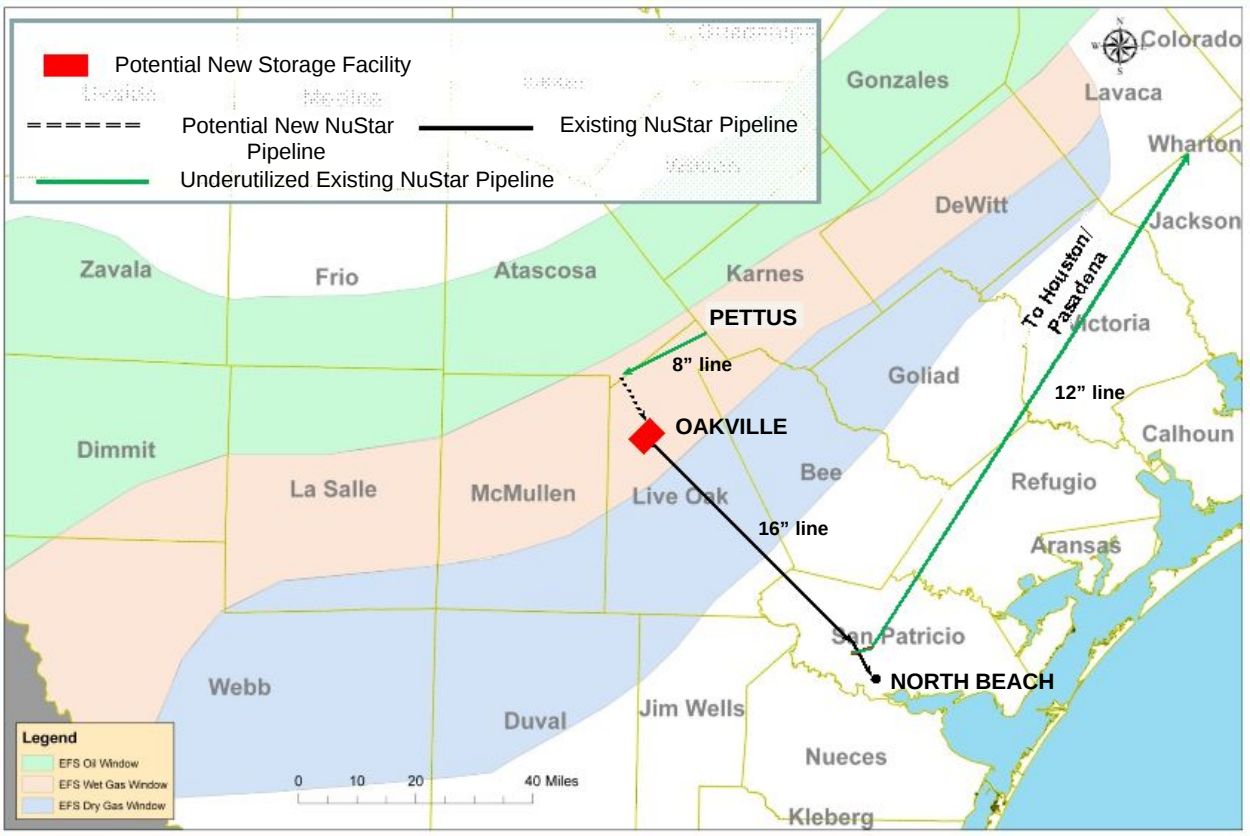 Potential New Storage Facility
Potential New NuStar
Pipeline
Existing NuStar Pipeline
Underutilized Existing NuStar Pipeline
N
W
E
S
Colorado
Gonzales
Lavaca
Wharton
DeWitt
Jackson
Zavala
Frio
Atascosa
Karnes
To Houston/
Pasadena
PETTUS
Victoria
8” line
Goliad
12” line
OAKVILLE
Calhoun
Dimmit
Bee
La Salle
McMullen
Live Oak
Refugio
16” line
Aransas
San Patricio
NORTH BEACH
Webb
Duval
Jim Wells
Nueces
Kleberg
Legend
EFS Oil Window
EFS Wet Gas Window
EFS Dry Gas Window
0 10 20 40 Miles